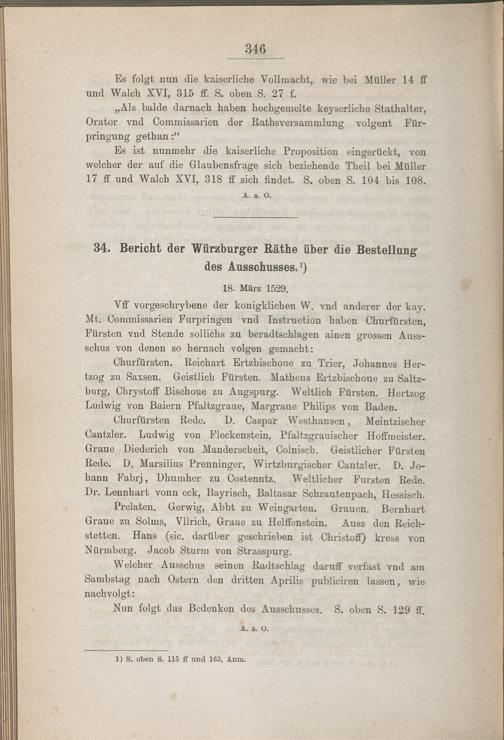 346
Es folgt nun die kaiserliche Vollmacht, wie bei Müller 14 ff
und Walch XVI, 315 ff. S. oben S. 27 f.
„Als balde darnach haben hochgemelte keyserliche Stathalter,
Orator vnd Commissarien der Rathsversammlung volgent Für-
pringung gethan:“
Es ist nunmehr die kaiserliche Proposition eingerückt, von
welcher der auf die Glaubensfrage sich beziehende Theil bei Müller
17 ff und Walch XVI, 318 ff sich findet. S. oben S. 104 bis 108.
A. a. O.
34. Bericht der Würzburger Räthe über die Bestellung
des Ausschusses.¹)
18. März 1529.
Vff vorgeschrybene der konigklichen W. vnd anderer der kay.
Mt. Commissarien Furpringen vnd Instruction haben Churfürsten,
Fürsten vnd Stende sollichs zu beradtschlagen ainen grossen Auss-
schus von denen so hernach volgen gemacht:
Churfürsten. Reichart Ertzbischoue zu Trier, Johannes Her-
tzog zu Saxsen. Geistlich Fürsten. Matheus Ertzbischoue zu Saltz-
burg, Chrystoff Bischoue zu Augspurg. Weltlich Fürsten. Hertzog
Ludwig von Baiern Pfaltzgraue, Margraue Philips von Baden.
Churfürsten Rede. D. Caspar Westhausen, Meintzischer
Cantzler. Ludwig von Fleckenstein, Pfaltzgrauischer Hoffmeister.
Graue Diederich von Manderscheit, Colnisch. Geistlicher Fürsten
Rede. D. Marsilius Prenninger, Wirtzburgischer Cantzler. D. Jo-
hann Fabrj, Dhumher zu Costenntz. Weltlicher Fursten Rede.
Dr. Lennhart vonn eck, Bayrisch, Baltasar Schrautenpach, Hessisch.
Prelaten. Gerwig, Abbt zu Weingarten. Grauen. Bernhart
Graue zu Solms, Vllrich, Graue zu Helffenstein. Auss den Reich-
stetten. Hans (sic. darüber geschrieben ist Christoff) kress von
Nürmberg. Jacob Sturm von Strasspurg.
Welcher Ausschus seinen Radtschlag daruff verfast vnd am
Sambstag nach Ostern den dritten Aprilis publiciren lassen, wie
nachvolgt:
Nun folgt das Bedenken des Ausschusses. S. oben S. 129 ff.
A. a. O.
1) S. oben S. 115 ff und 163, Anm.